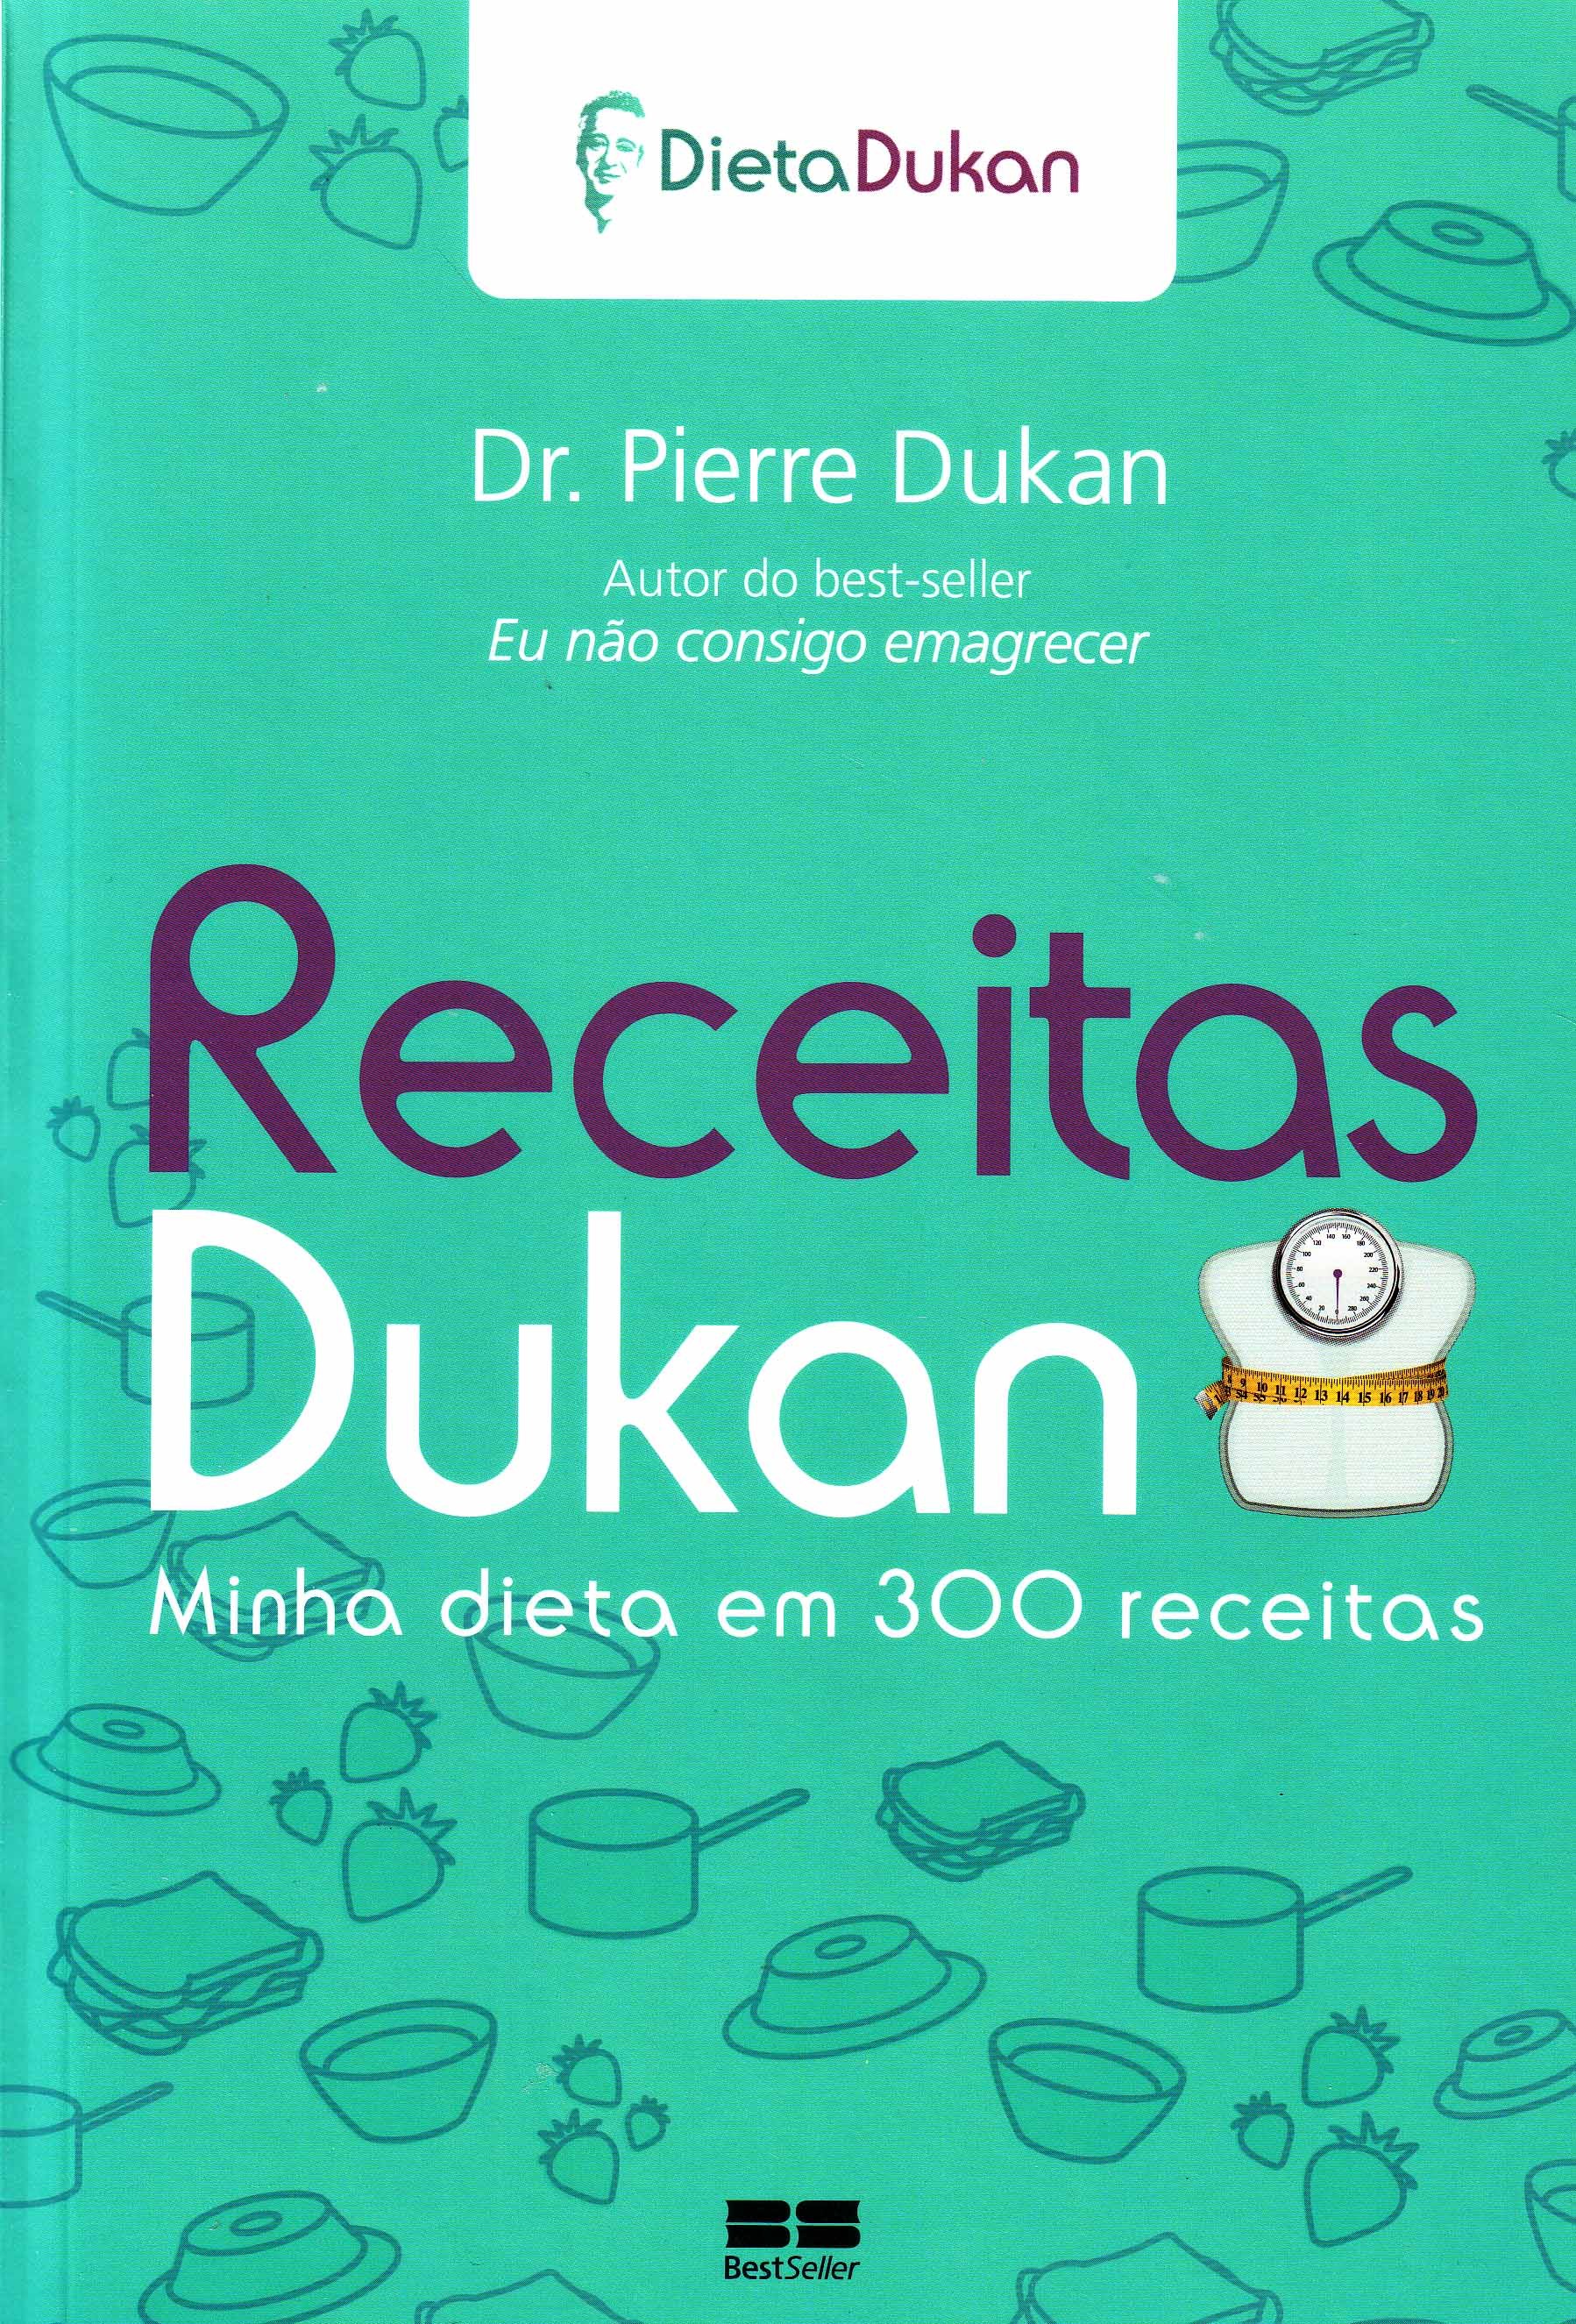 DietaDukan
Dr. Pierre Dukan
Autor do best-seller
Eu não consigo emagrecer
Receitas
Dukan
Minha dieta em 300 receitas
BS
BestSeller